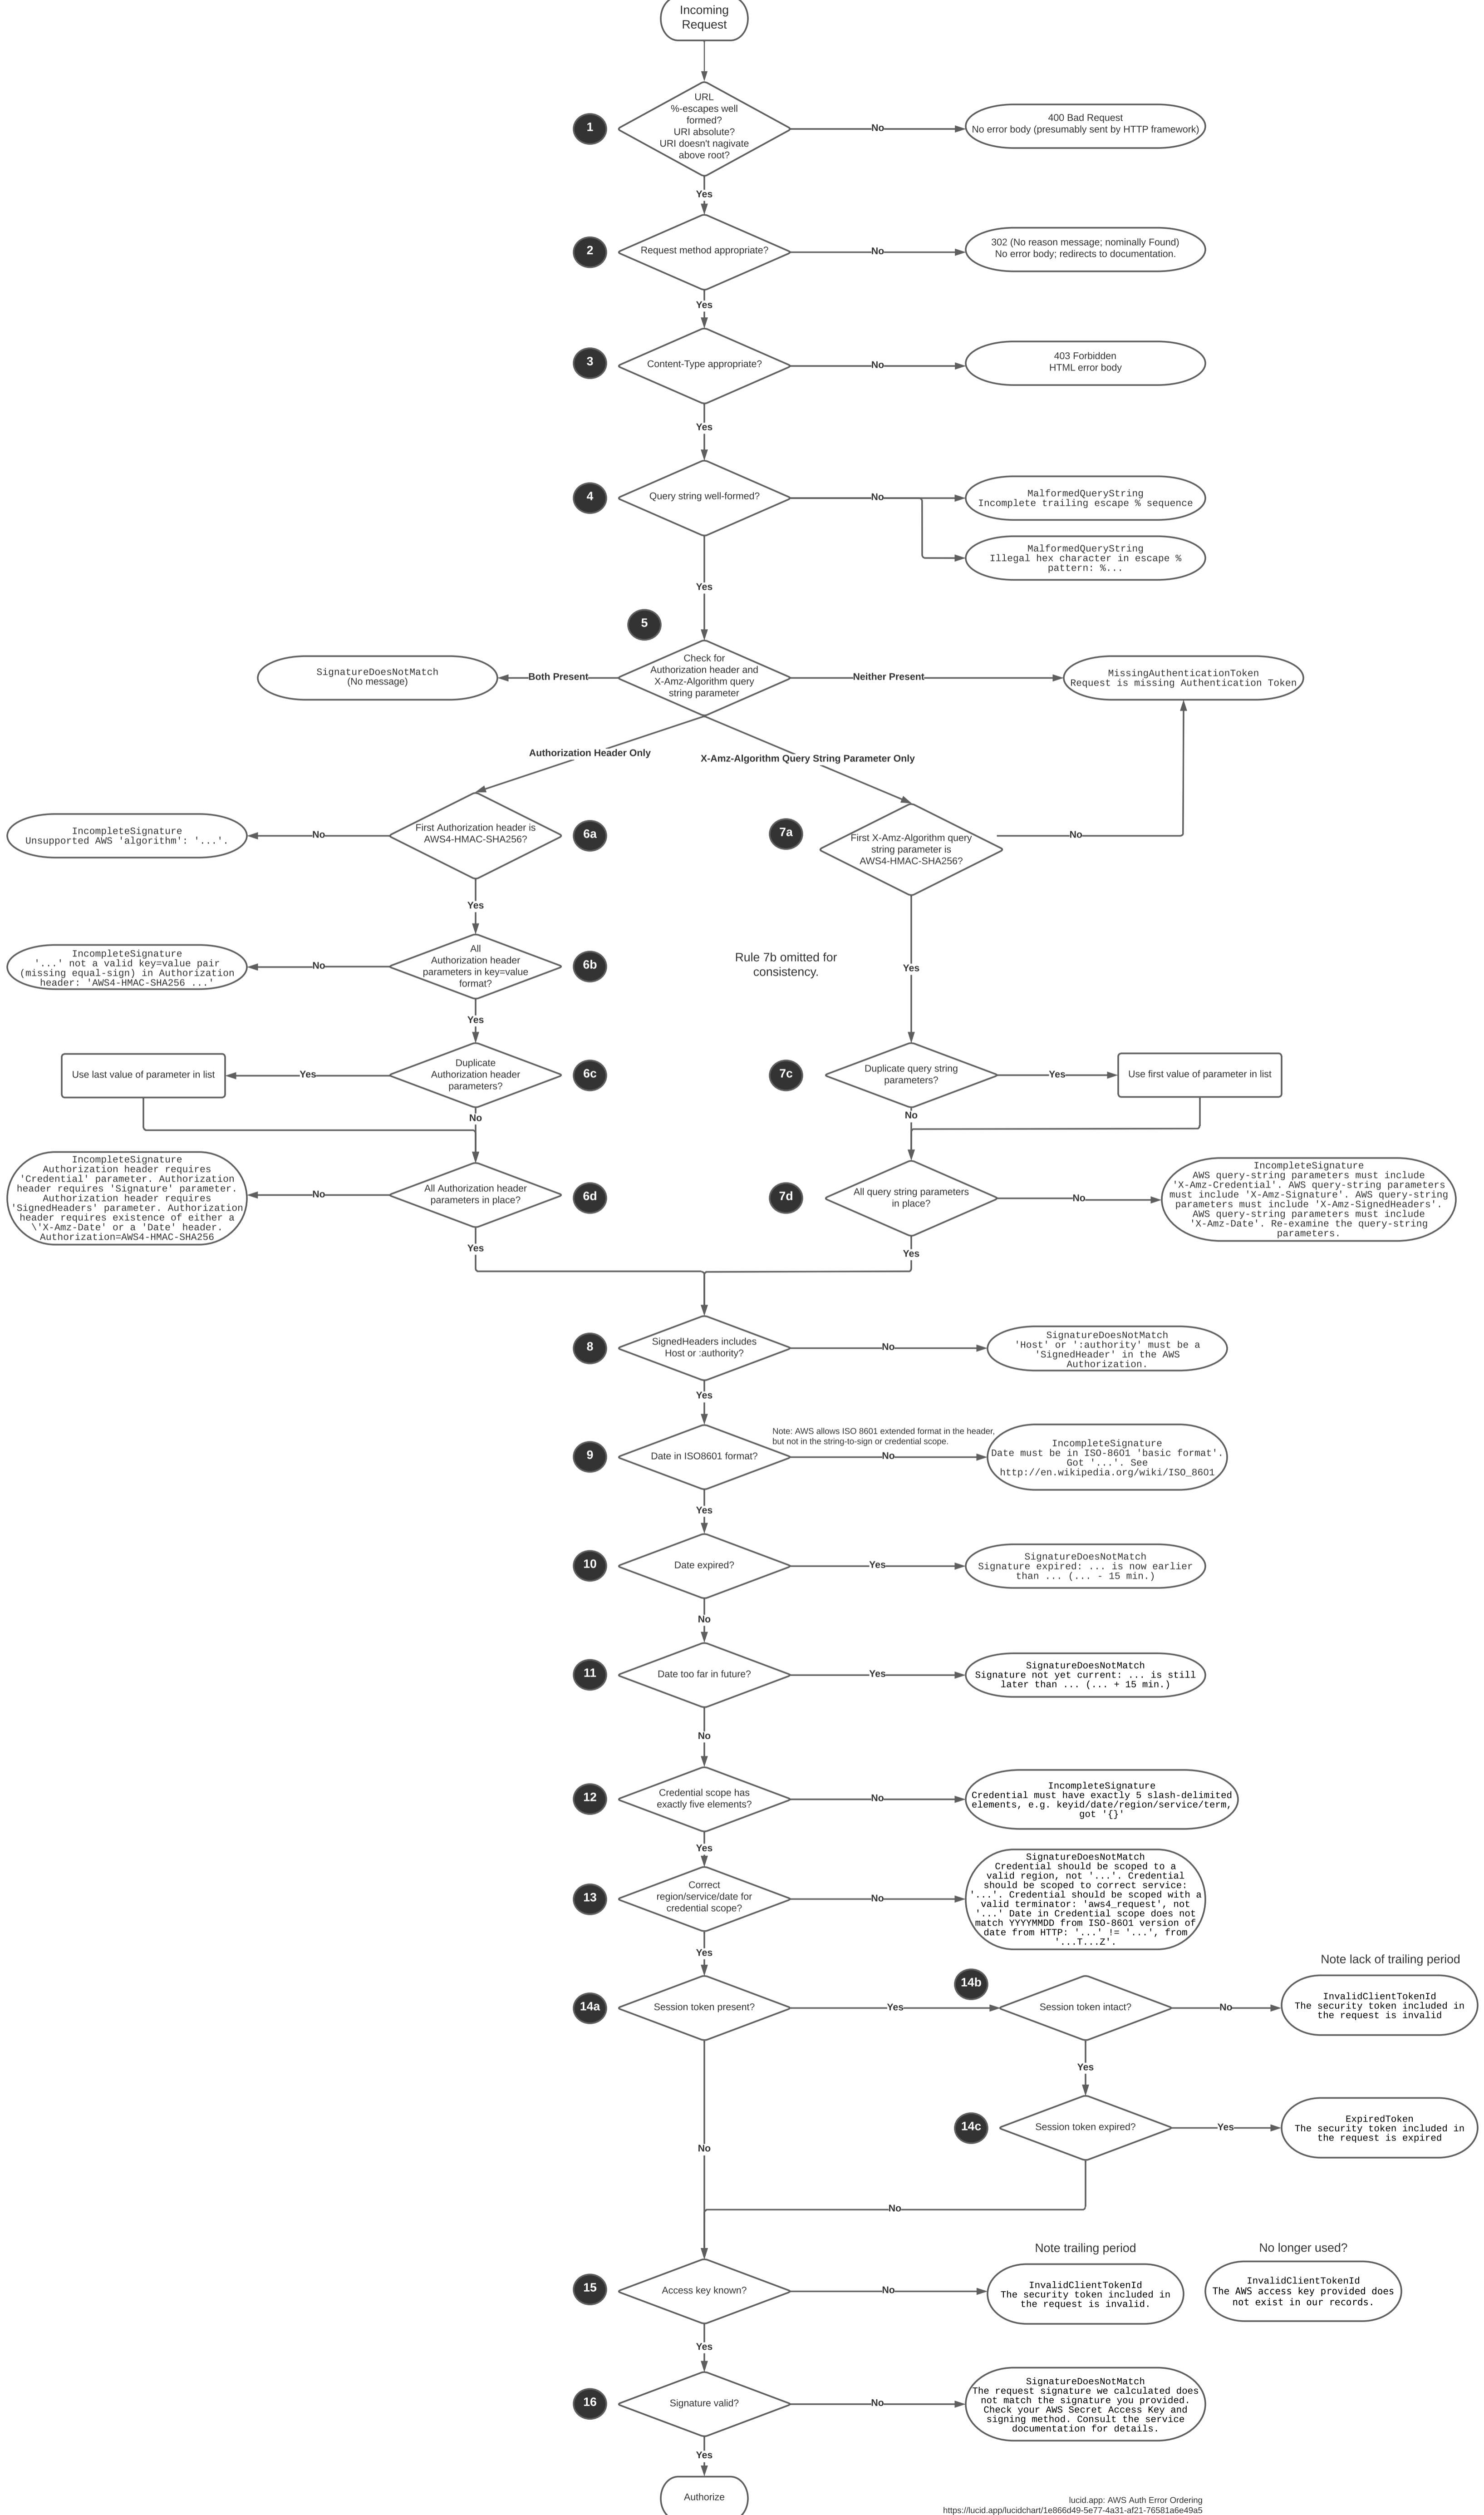 Incoming
Request
URL
%-escapes well
formed?
URI absolute?
URI doesn't nagivate
above root?
1
No
400 Bad Request
No error body (presumably sent by HTTP framework)
Yes
2
Request method appropriate?
No
302 (No reason message; nominally Found)
No error body; redirects to documentation.
Yes
3
Content-Type appropriate?
No
403 Forbidden
HTML error body
Yes
4
Query string well-formed?
No
MalformedQueryString
Incomplete trailing escape % sequence
MalformedQueryString
Illegal hex character in escape %
pattern: %...
Yes
5
Check for
Authorization header and
X-Amz-Algorithm query
string parameter
Both Present
SignatureDoesNotMatch
(No message)
Neither Present
MissingAuthenticationToken
Request is missing Authentication Token
Authorization Header Only
X-Amz-Algorithm Query String Parameter Only
IncompleteSignature
Unsupported AWS 'algorithm': '...'.
No
First Authorization header is
AWS4-HMAC-SHA256?
6a
7a
First X-Amz-Algorithm query
string parameter is
AWS4-HMAC-SHA256?
No
Yes
IncompleteSignature
'...' not a valid key=value pair
(missing equal-sign) in Authorization
header: 'AWS4-HMAC-SHA256 ...'
No
All
Authorization header
parameters in key=value
format?
6b
Rule 7b omitted for
consistency.
Yes
Yes
Use last value of parameter in list
Yes
Duplicate
Authorization header
parameters?
6c
7c
Duplicate query string
parameters?
Yes
Use first value of parameter in list
No
No
IncompleteSignature
Authorization header requires
'Credential' parameter. Authorization
header requires 'Signature' parameter.
Authorization header requires
'SignedHeaders' parameter. Authorization
header requires existence of either a
\'X-Amz-Date' or a 'Date' header.
Authorization=AWS4-HMAC-SHA256
No
All Authorization header
parameters in place?
6d
7d
All query string parameters
in place?
No
IncompleteSignature
AWS query-string parameters must include
'X-Amz-Credential'. AWS query-string parameters
must include 'X-Amz-Signature'. AWS query-string
parameters must include 'X-Amz-SignedHeaders'.
AWS query-string parameters must include
'X-Amz-Date'. Re-examine the query-string
parameters.
Yes
Yes
8
SignedHeaders includes
Host or :authority?
No
SignatureDoesNotMatch
'Host' or ':authority' must be a
'SignedHeader' in the AWS
Authorization.
Yes
Note: AWS allows ISO 8601 extended format in the header,
but not in the string-to-sign or credential scope.
9
Date in ISO8601 format?
No
IncompleteSignature
Date must be in ISO-8601 'basic format'.
Got '...'. See
http://en.wikipedia.org/wiki/ISO_8601
Yes
10
Date expired?
Yes
SignatureDoesNotMatch
Signature expired: ... is now earlier
than ... (... - 15 min.)
No
11
Date too far in future?
Yes
SignatureDoesNotMatch
Signature not yet current: ... is still
later than ... (... + 15 min.)
No
12
Credential scope has
exactly five elements?
No
IncompleteSignature
Credential must have exactly 5 slash-delimited
elements, e.g. keyid/date/region/service/term,
got '{}'
Yes
13
Correct
region/service/date for
credential scope?
No
SignatureDoesNotMatch
Credential should be scoped to a
valid region, not '...'. Credential
should be scoped to correct service:
'...'. Credential should be scoped with a
valid terminator: 'aws4_request', not
'...' Date in Credential scope does not
match YYYYMMDD from ISO-8601 version of
date from HTTP: '...' != '...', from
'...T...Z'.
Yes
Note lack of trailing period
14a
Session token present?
Yes
14b
Session token intact?
No
InvalidClientTokenId
The security token included in
the request is invalid
Yes
14c
Session token expired?
Yes
ExpiredToken
The security token included in
the request is expired
No
No
Note trailing period
No longer used?
15
Access key known?
No
InvalidClientTokenId
The security token included in
the request is invalid.
InvalidClientTokenId
The AWS access key provided does
not exist in our records.
Yes
16
Signature valid?
No
SignatureDoesNotMatch
The request signature we calculated does
not match the signature you provided.
Check your AWS Secret Access Key and
signing method. Consult the service
documentation for details.
Yes
Authorize
lucid.app: AWS Auth Error Ordering
https://lucid.app/lucidchart/1e866d49-5e77-4a31-af21-76581a6e49a5